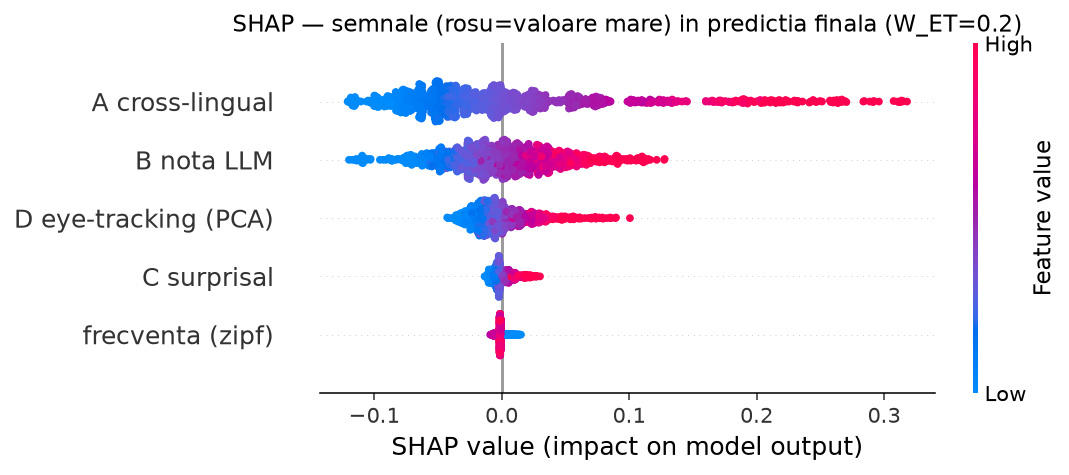 SHAP — semnale (rosu=valoare mare) in predictia finala (W_ET=0.2)
High
A cross-lingual
B nota LLM
D eye-tracking (PCA)
C surprisal
frecventa (zipf)
Feature value
Low
−0.1 0.0 0.1 0.2 0.3
SHAP value (impact on model output)